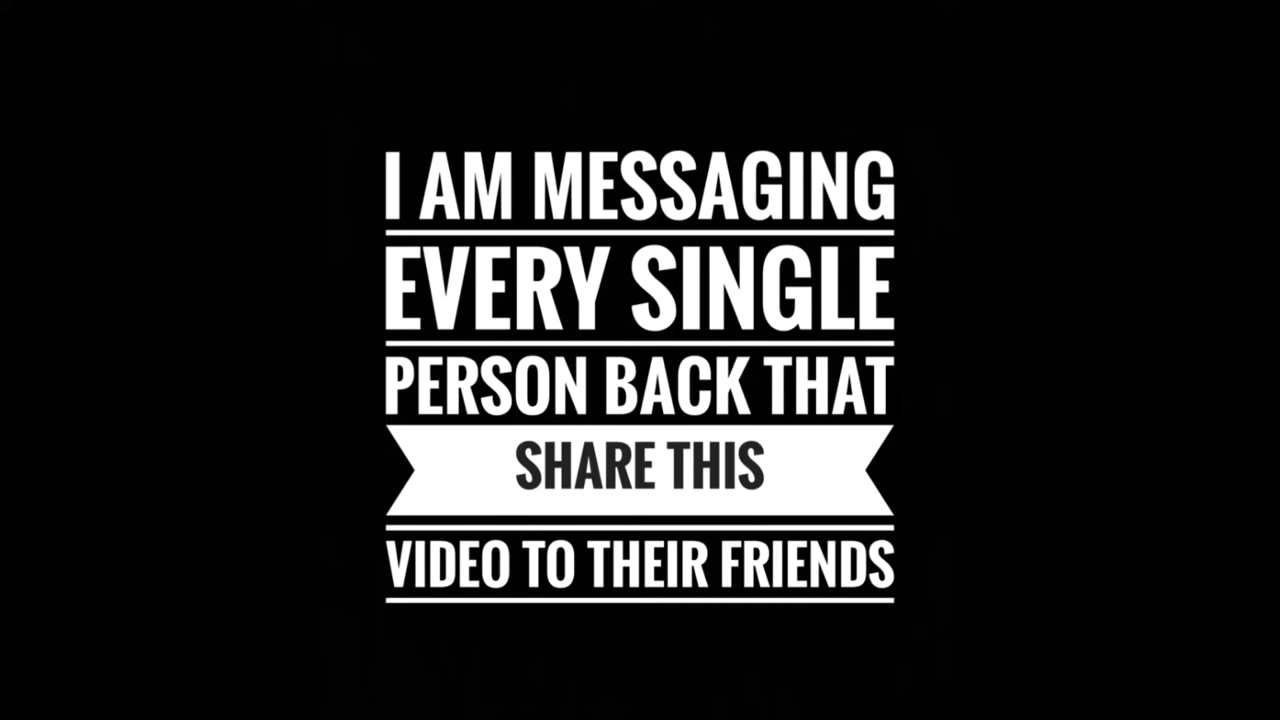 I AM MESSAGING
EVERY SINGLE
PERSON BACK THAT
SHARE THIS
VIDEO TO THEIR FRIENDS